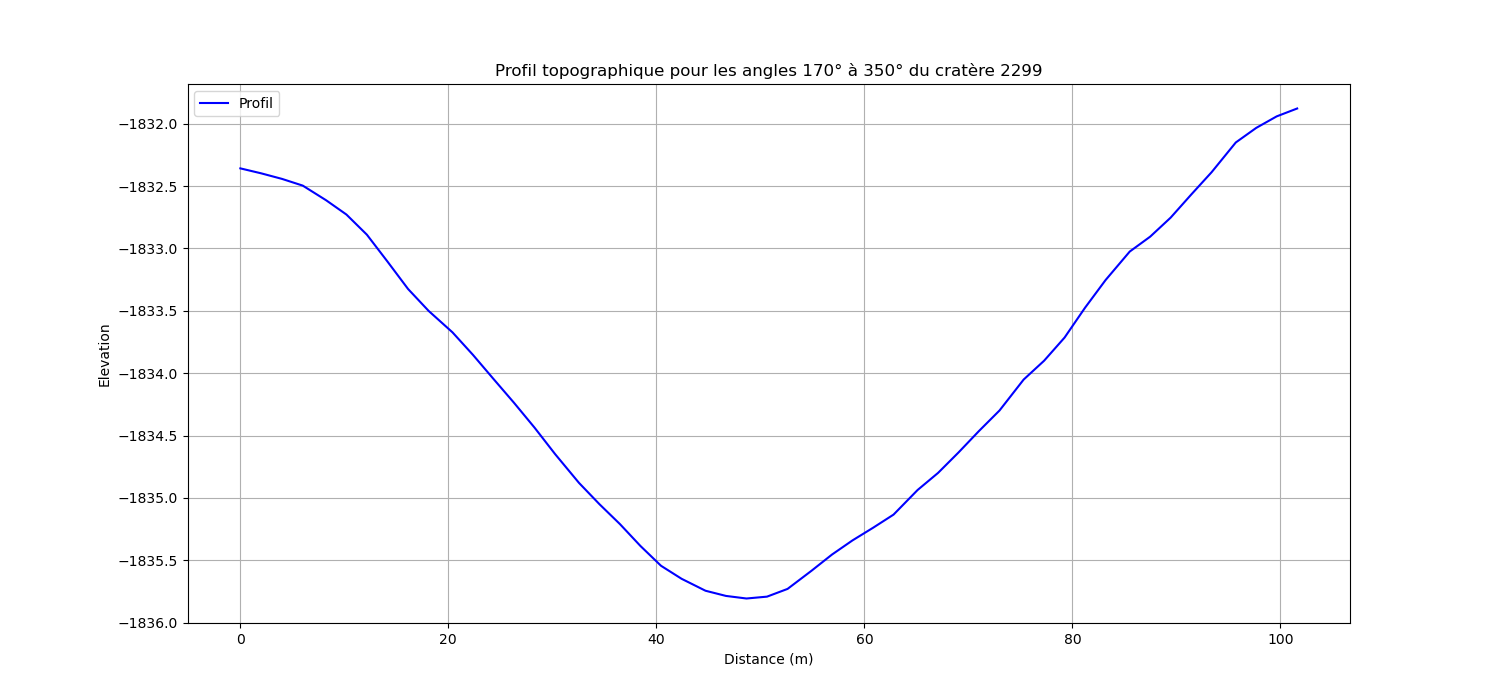 Profil topographique pour les angles 170° à 350° du cratère 2299
Profil
−1832.0
−1832.5
−1833.0
−1833.5
−1834.0
−1834.5
−1835.0
−1835.5
−1836.0
Elevation
0 20 40 60 80 100
Distance (m)